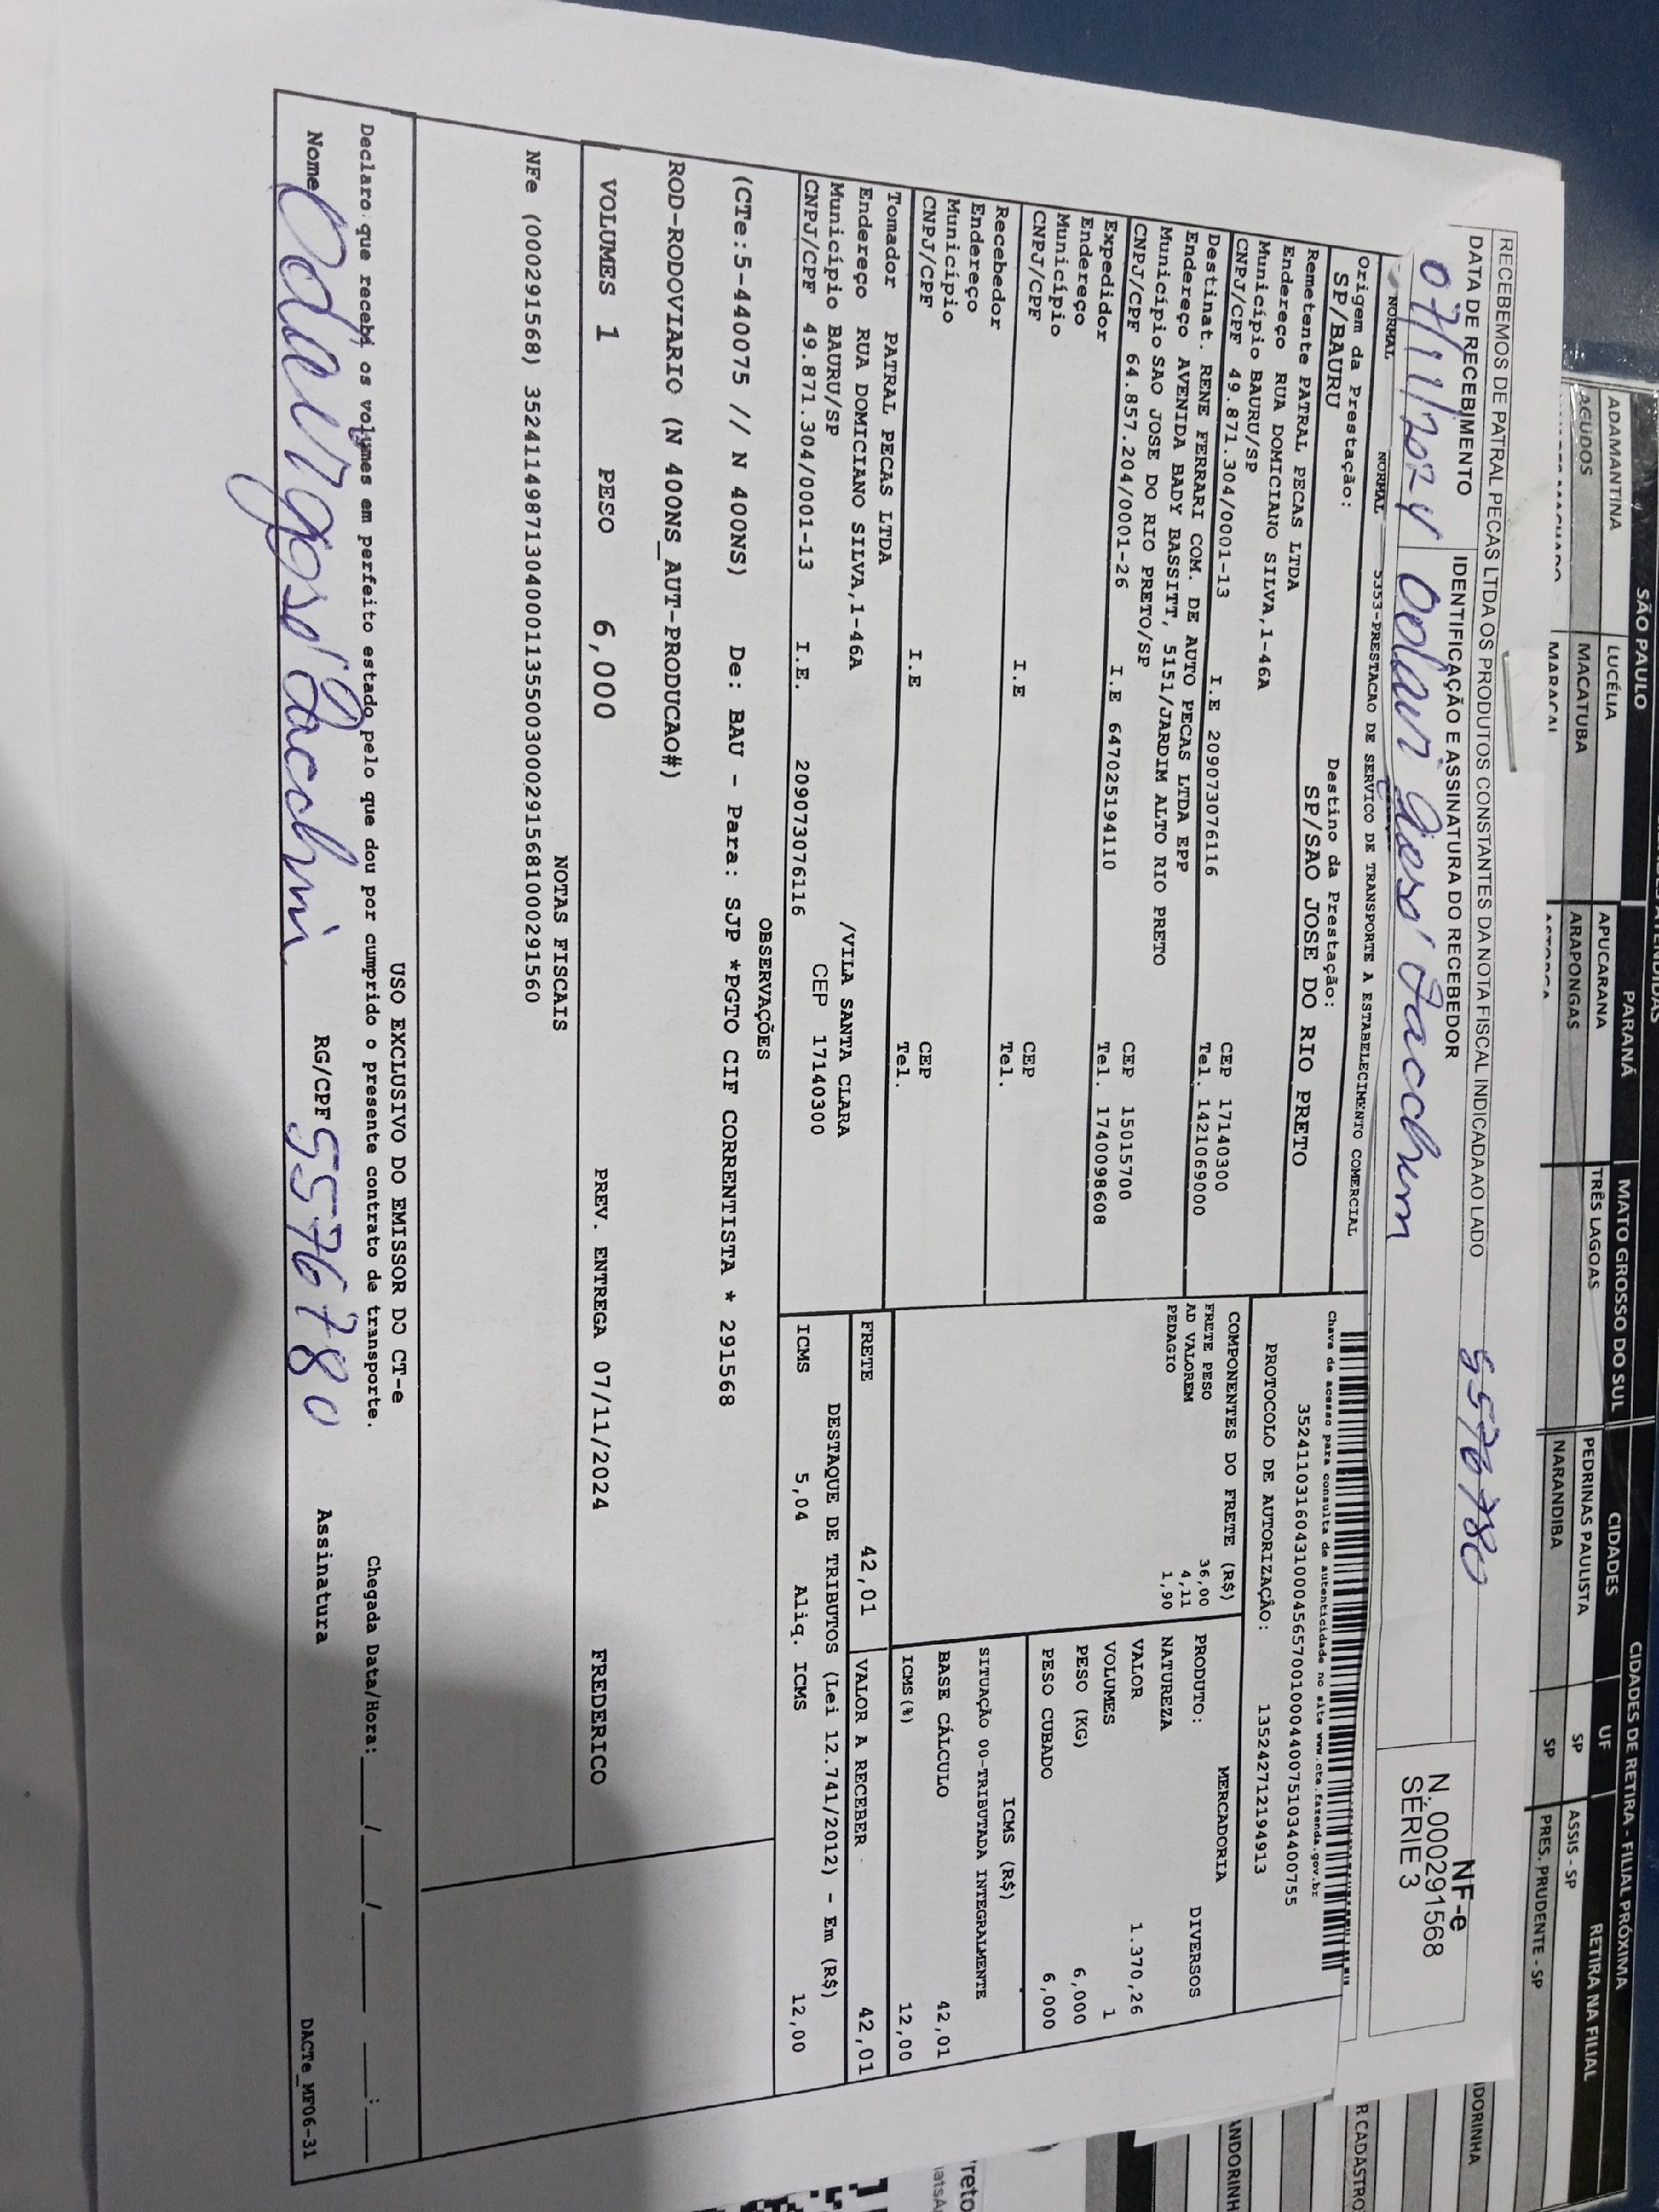 RECEBEMOS DE PATRAL PECAS LTDA OS PRODUTOS CONSTANTES DA NOTA FISCAL INDICADA AO LADO
DATA DE RECEBIMENTO
IDENTIFICAÇÃO E ASSINATURA DO RECEBEDOR
5576780
07/11/2024
NF-e
N. 000291568
SÉRIE 3
NORMAL NORMAL 5353-PRESTACAO DE SERVICO DE TRANSPORTE A ESTABELECIMENTO COMERCIAL
Origem da Prestação:
SP/BAURU
Destino da Prestação:
SP/SAO JOSE DO RIO PRETO
Remetente PATRAL PECAS LTDA
Endereço RUA DOMICIANO SILVA,1-46A
Município BAURU/SP CEP 17140300
CNPJ/CPF 49.871.304/0001-13 I.E 209073076116 Tel. 1421069000
Destinat. RENE FERRARI COM. DE AUTO PECAS LTDA EPP
Endereço AVENIDA BADY BASSITT, 5151/JARDIM ALTO RIO PRETO
Município SAO JOSE DO RIO PRETO/SP CEP 15015700
CNPJ/CPF 64.857.204/0001-26 I.E 647025194110 Tel. 1740098608
Expedidor
Endereço
Município CEP
CNPJ/CPF I.E Tel.
Recebedor
Endereço
Município CEP
CNPJ/CPF I.E Tel.
Tomador PATRAL PECAS LTDA
Endereço RUA DOMICIANO SILVA,1-46A /VILA SANTA CLARA
Município BAURU/SP CEP 17140300
CNPJ/CPF 49.871.304/0001-13 I.E. 209073076116
Chave de acesso para consulta de autenticidade no site www.cte.fazenda.gov.br
PROTOCOLO DE AUTORIZAÇÃO: 135242712194913
COMPONENTES DO FRETE (R$)
FRETE PESO 36,00
AD VALOREM 4,11
PEDAGIO 1,90
MERCADORIA
PRODUTO: DIVERSOS
NATUREZA
VALOR 1.370,26
VOLUMES 1
PESO (KG) 6,000
PESO CUBADO 6,000
ICMS (R$)
SITUAÇÃO 00-TRIBUTADA INTEGRALMENTE
BASE CÁLCULO 42,01
ICMS(%) 12,00
FRETE 42,01 VALOR A RECEBER 42,01
DESTAQUE DE TRIBUTOS (Lei 12.741/2012) - Em (R$)
ICMS 5,04 Aliq. ICMS 12,00
OBSERVAÇÕES
(CTe:5-440075 // N 400NS) De: BAU - Para: SJP *PGTO CIF CORRENTISTA * 291568
ROD-RODOVIARIO (N 400NS_AUT-PRODUCAO#)
VOLUMES 1 PESO 6,000 PREV. ENTREGA 07/11/2024 FREDERICO
NOTAS FISCAIS
NFe (000291568)
USO EXCLUSIVO DO EMISSOR DO CT-e
Declaro que recebi os volumes em perfeito estado pelo que dou por cumprido o presente contrato de transporte. Chegada Data/Hora:
Nome RG/CPF 5576780 Assinatura
DACTe_MF06-31
SÃO PAULO PARANÁ MATO GROSSO DO SUL
ADAMANTINA LUCÉLIA APUCARANA TRÊS LAGOAS
AGUDOS MACATUBA ARAPONGAS
MARACAI
CIDADES DE RETIRA - FILIAL PRÓXIMA
CIDADES UF RETIRA NA FILIAL
PEDRINAS PAULISTA SP ASSIS - SP
NARANDIBA SP PRES. PRUDENTE - SP